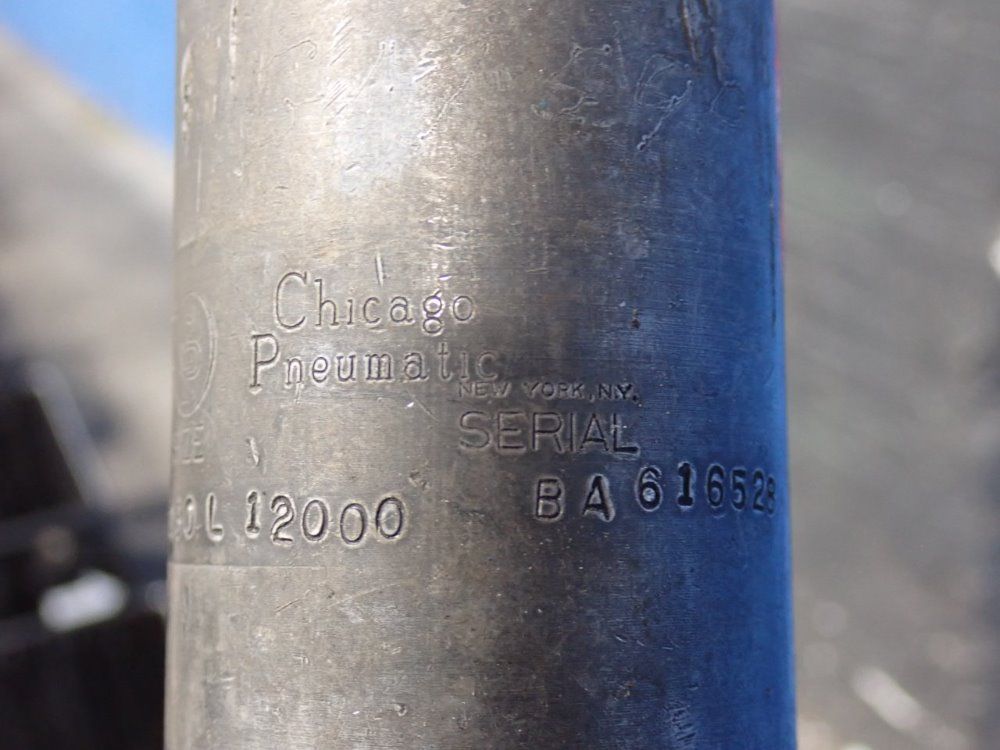 Chicago
Pneumatic
NEW YORK, N.Y.
SERIAL
12000 BA 616528